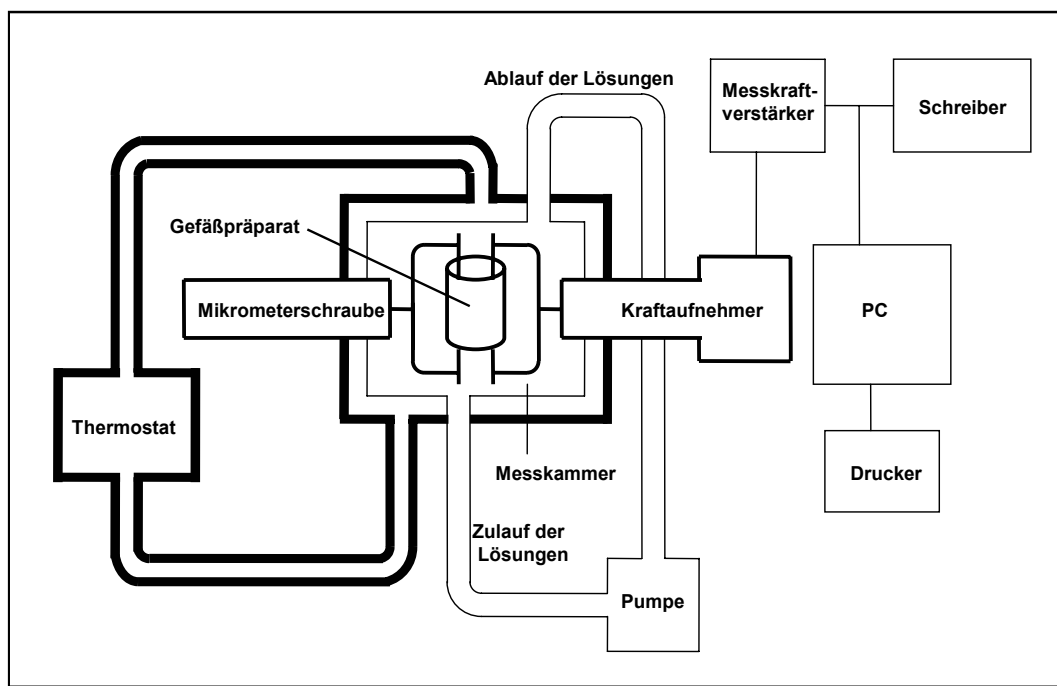 Ablauf der Lösungen
Messkraft-
verstärker
Schreiber
Gefäßpräparat
Mikrometerschraube
Kraftaufnehmer
PC
Thermostat
Messkammer
Drucker
Zulauf der
Lösungen
Pumpe